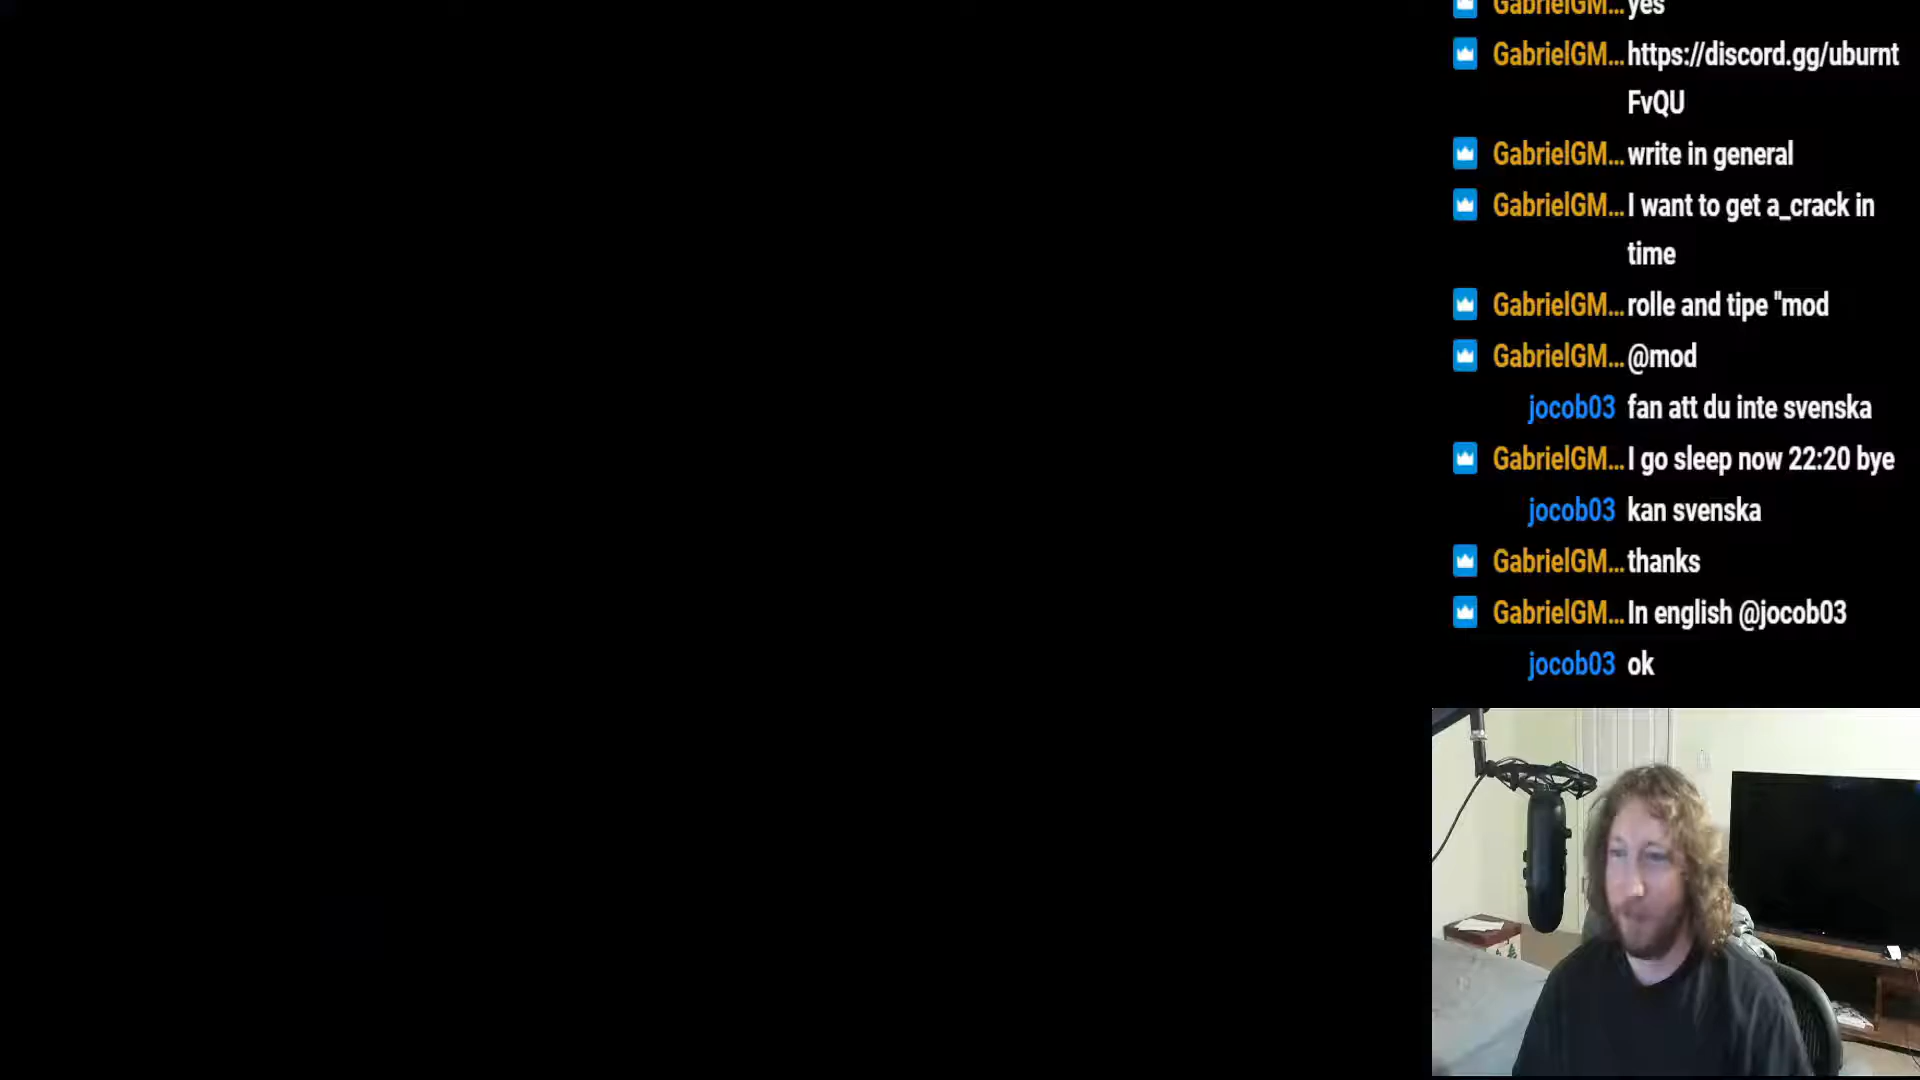 GabrielGM... yes
GabrielGM... https://discord.gg/uburnt
FvQU
GabrielGM... write in general
GabrielGM... I want to get a_crack in
time
GabrielGM... rolle and tipe "mod
GabrielGM... @mod
jocob03 fan att du inte svenska
GabrielGM... I go sleep now 22:20 bye
jocob03 kan svenska
GabrielGM... thanks
GabrielGM... In english @jocob03
jocob03 ok